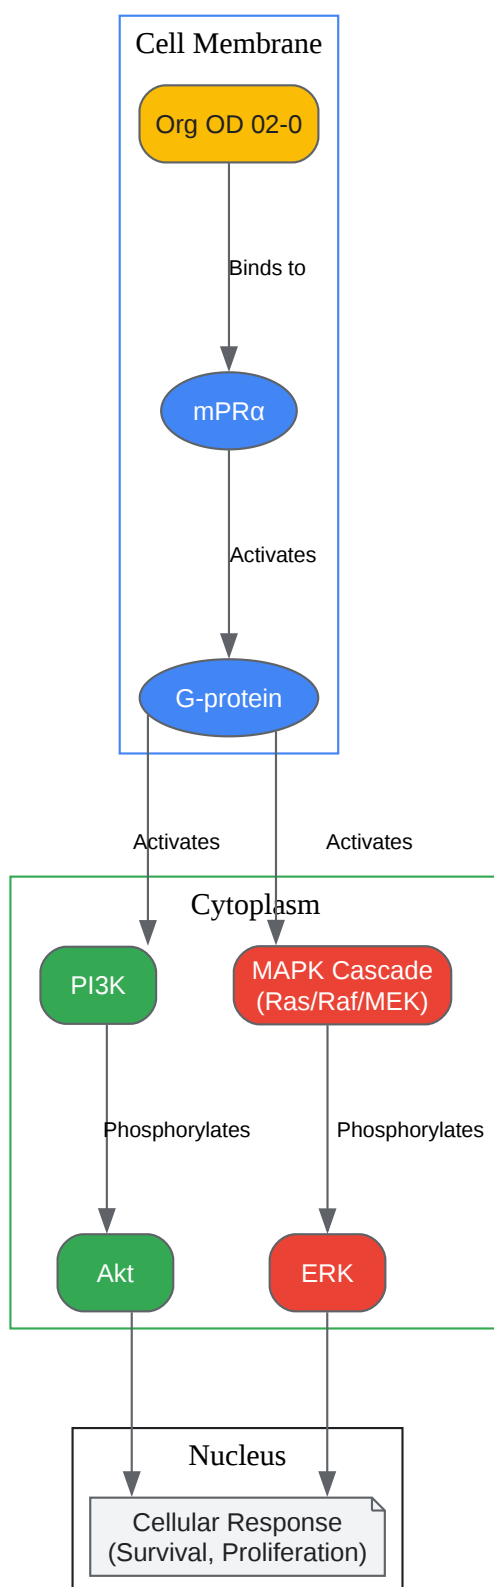 Cell Membrane
Org OD 02-0
Binds to
mPRα
Activates
G-protein
Activates
Activates
Cytoplasm
PI3K
MAPK Cascade
(Ras/Raf/MEK)
Phosphorylates
Phosphorylates
Akt
ERK
Nucleus
Cellular Response
(Survival, Proliferation)